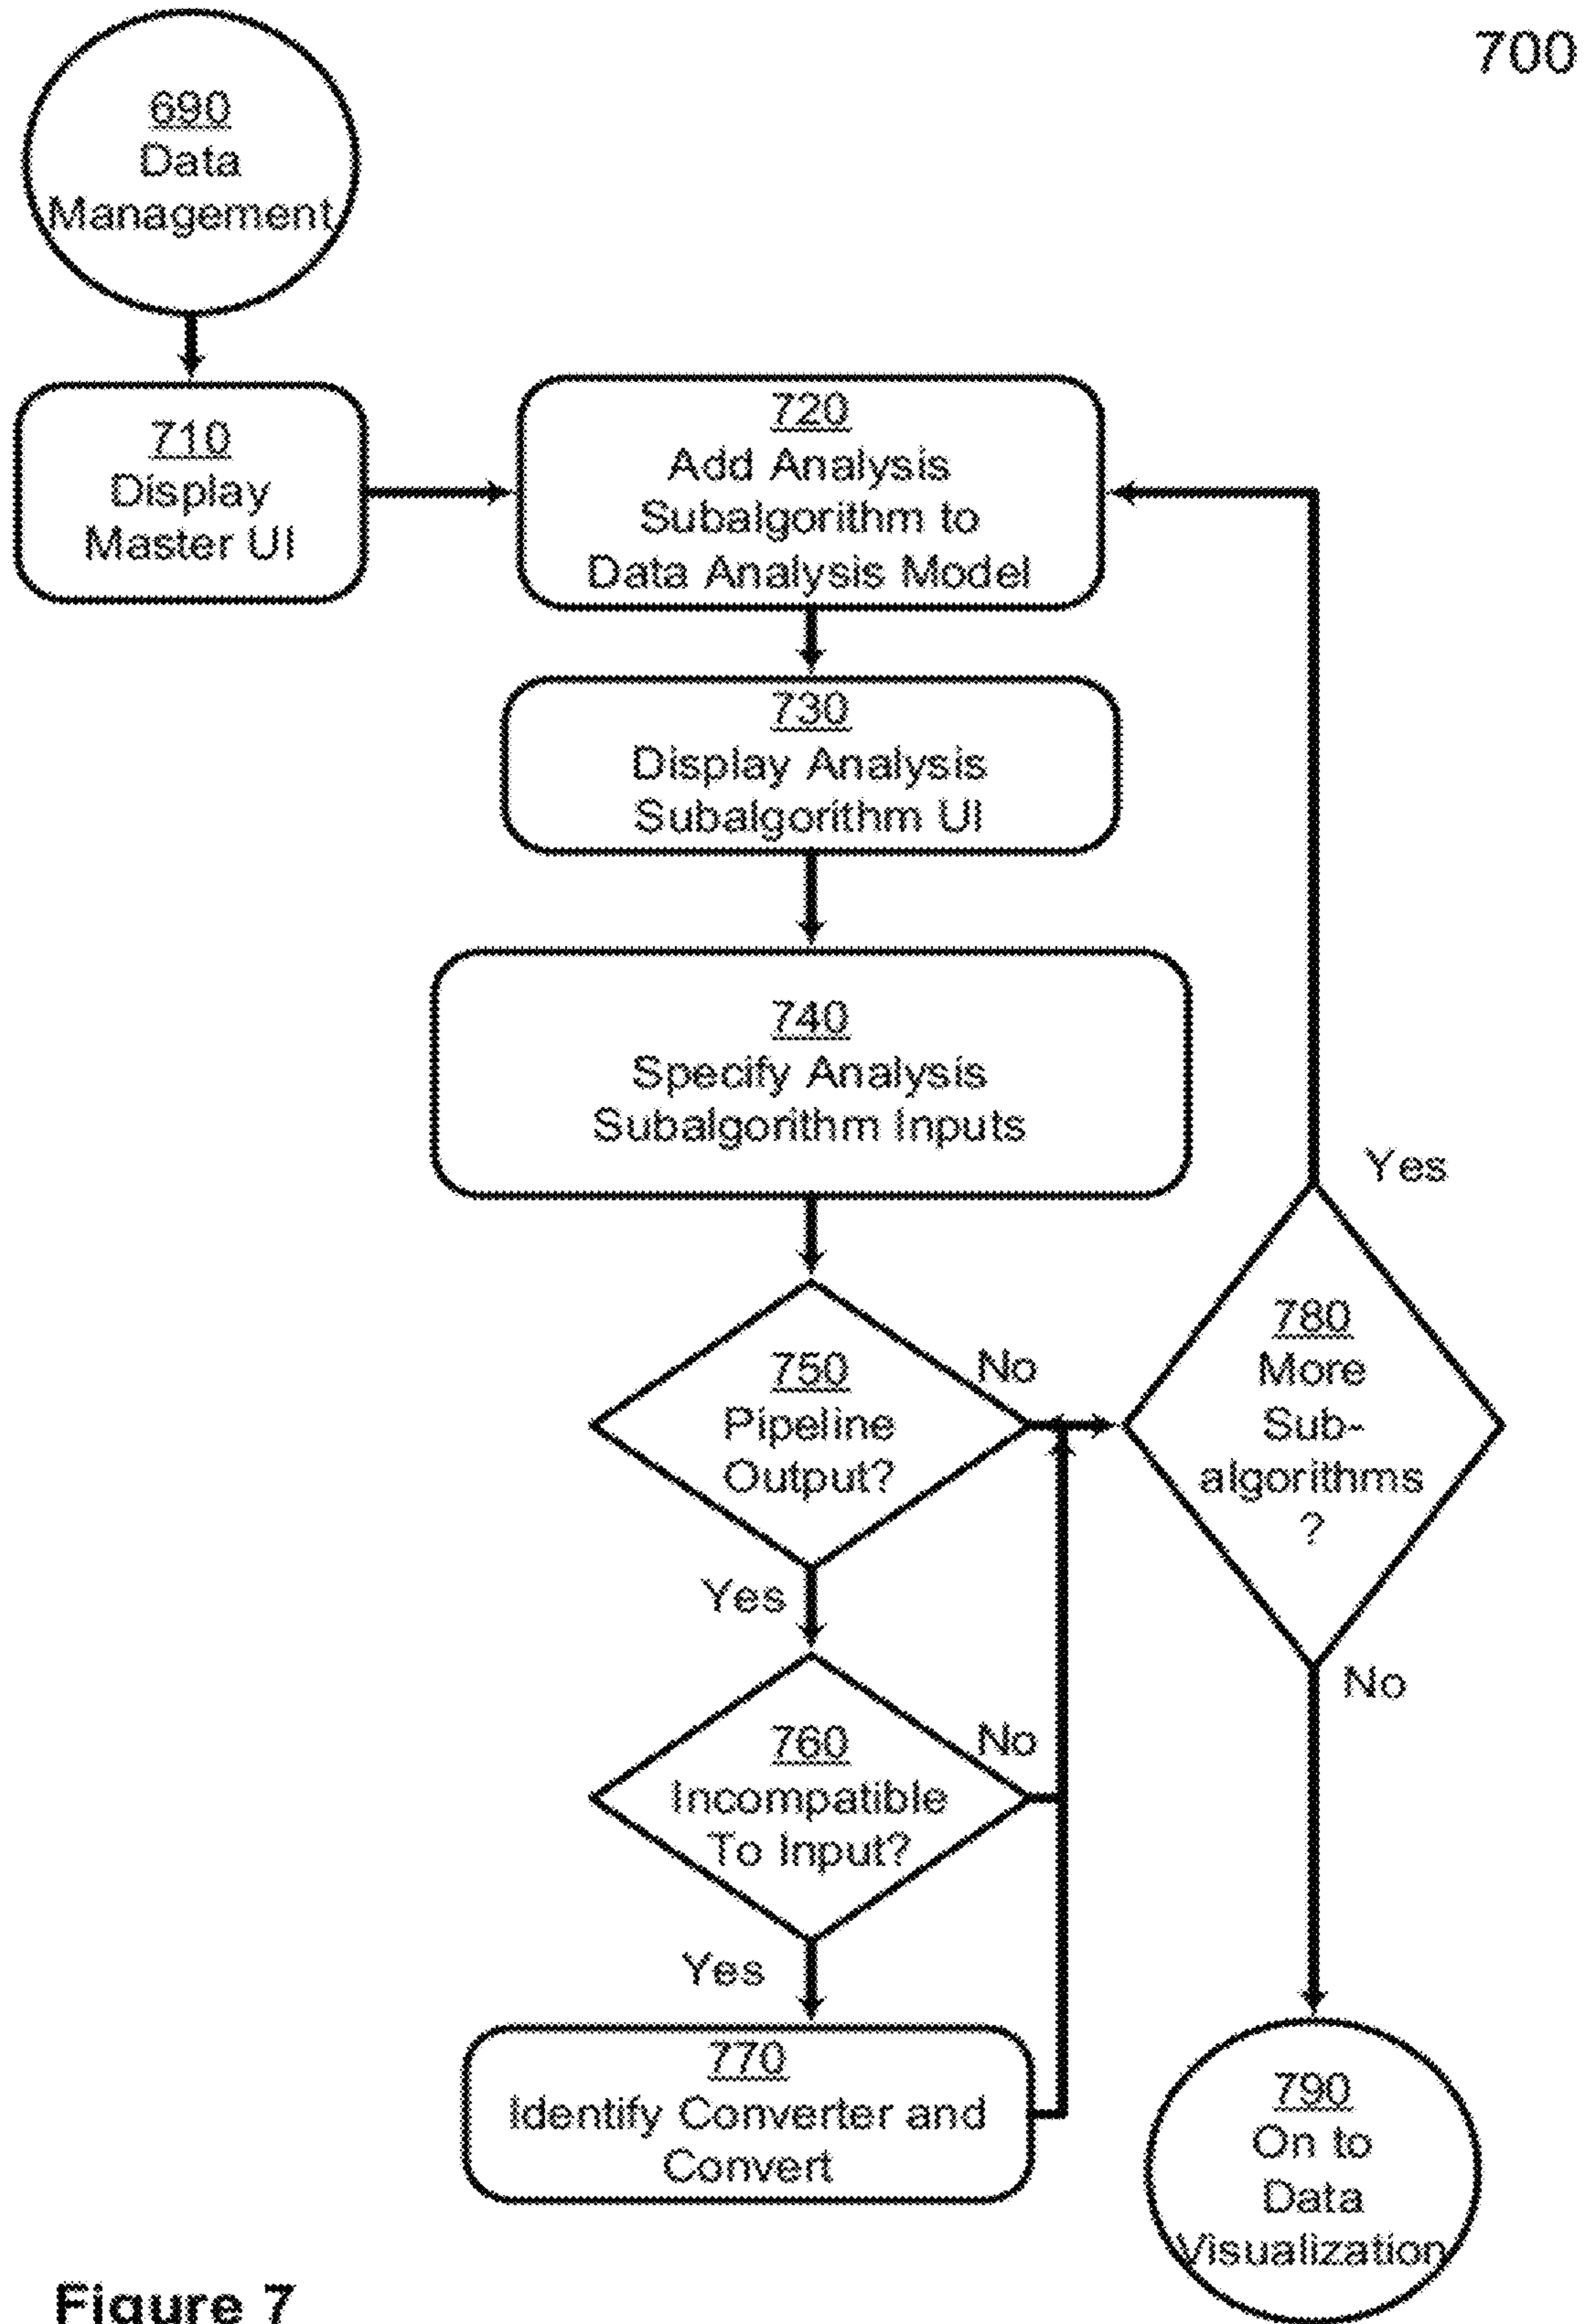 700
690
Data
Management
710
Display
Master UI
720
Add Analysis
Subalgorithm to
Data Analysis Model
730
Display Analysis
Subalgorithm UI
740
Specify Analysis
Subalgorithm Inputs
Yes
750
Pipeline
Output?
No
780
More
Sub-
algorithms
?
Yes
No
760
Incompatible
To Input?
No
Yes
770
Identify Converter and
Convert
790
On to
Data
Visualization
Figure 7